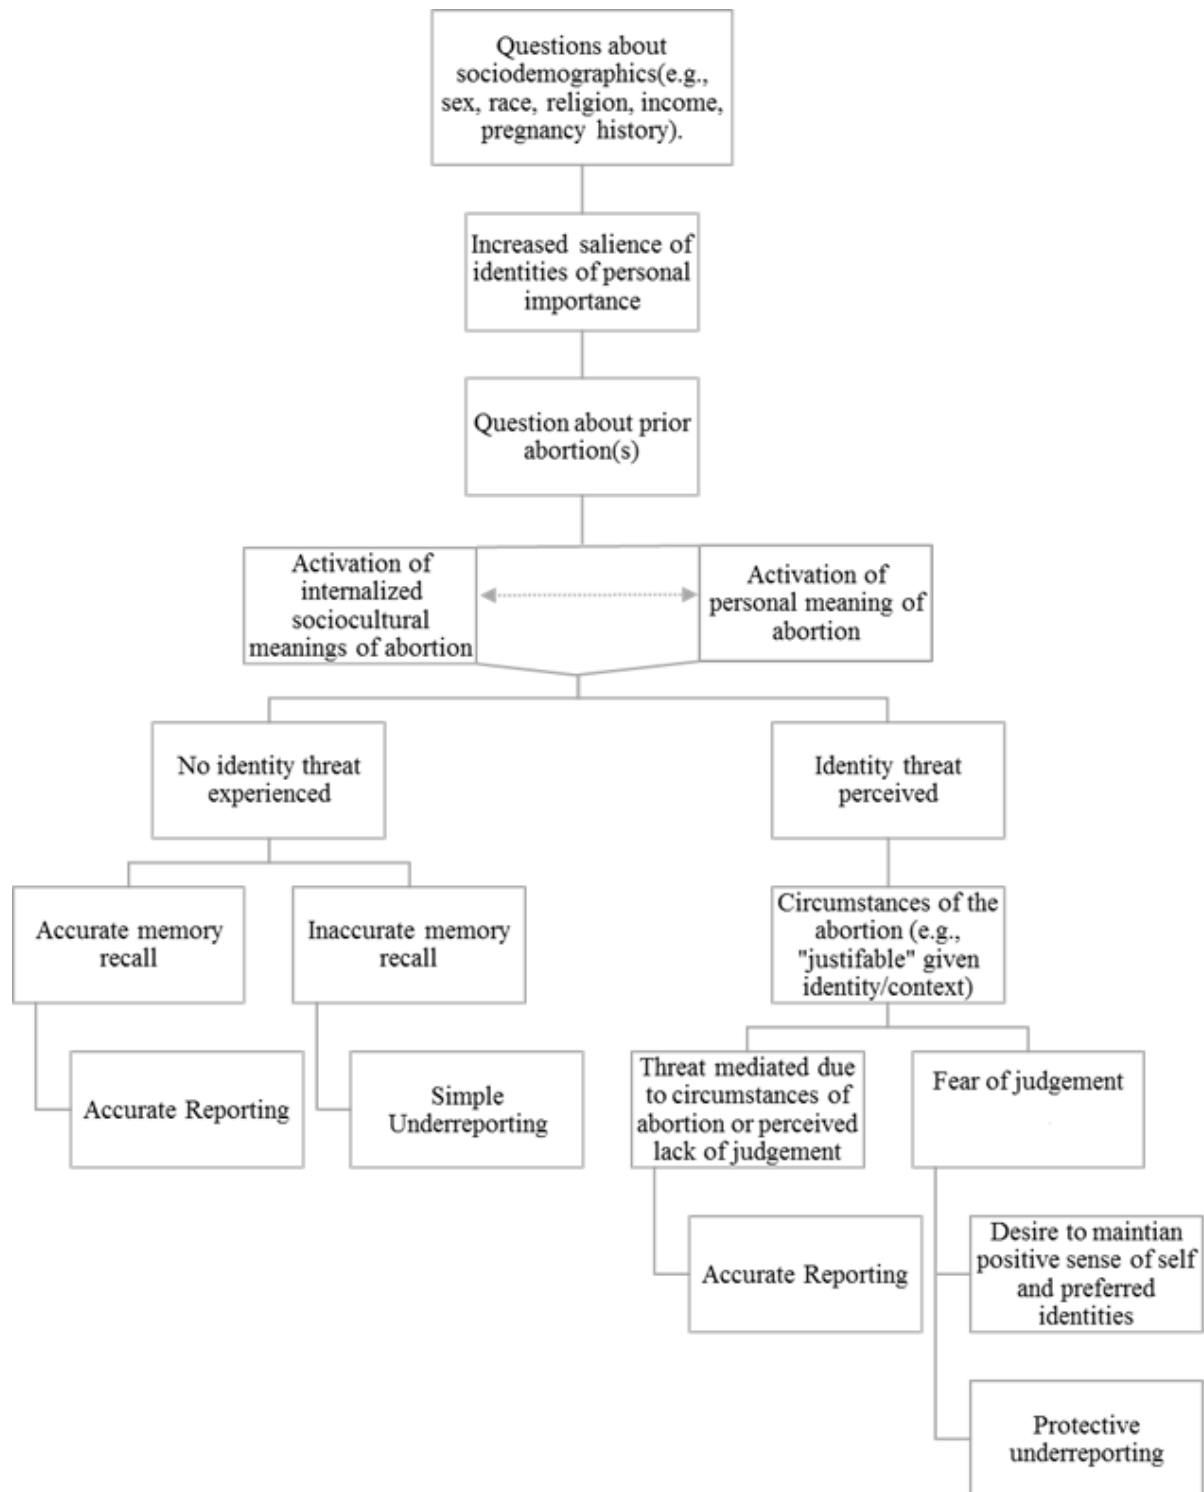 Questions about
sociodemographics(e.g.,
sex, race, religion, income,
pregnancy history).
Increased salience of
identities of personal
importance
Question about prior
abortion(s)
Activation of
internalized
sociocultural
meanings of abortion
Activation of
personal meaning of
abortion
No identity threat
experienced
Identity threat
perceived
Accurate memory
recall
Inaccurate memory
recall
Circumstances of the
abortion (e.g.,
"justifable" given
identity/context)
Accurate Reporting
Simple
Underreporting
Threat mediated due
to circumstances of
abortion or perceived
lack of judgement
Fear of judgement
Accurate Reporting
Desire to maintian
positive sense of self
and preferred
identities
Protective
underreporting